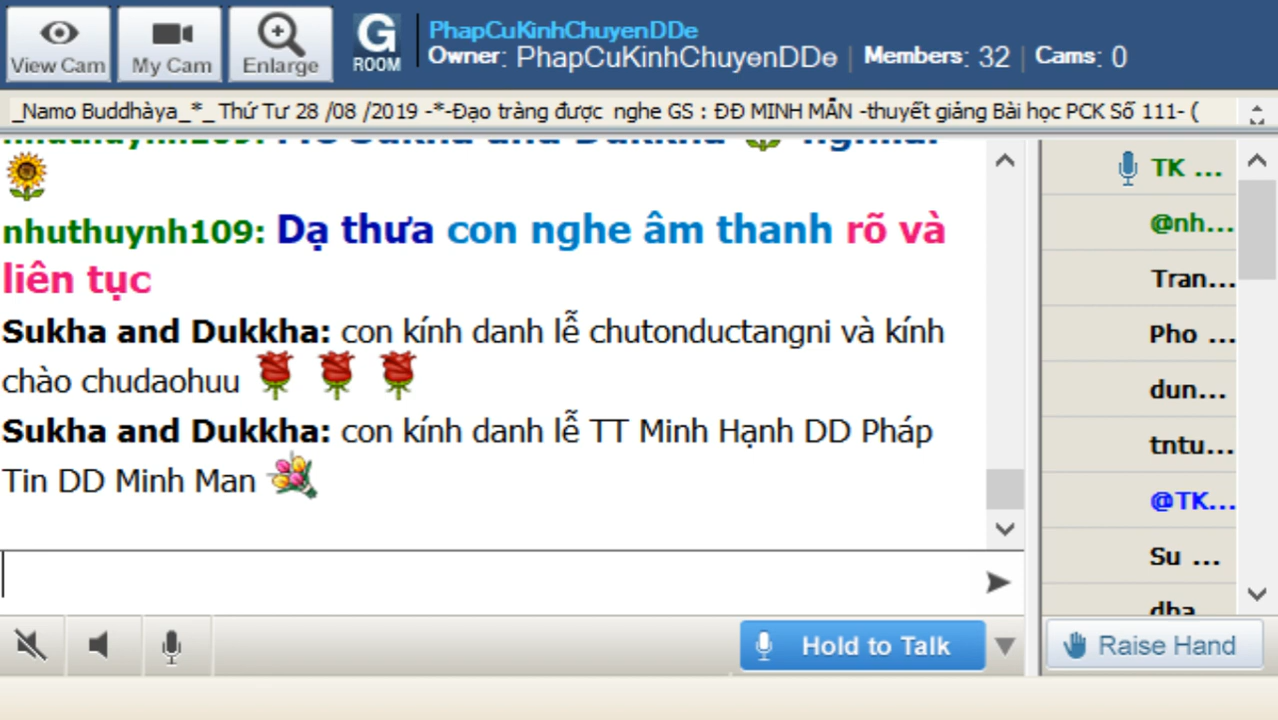 PhapCuKinhChuyenDDe
View Cam My Cam Enlarge G ROOM Owner: PhapCuKinhChuyenDDe | Members: 32 | Cams: 0
_Namo Buddhàya_*_ Thứ Tư 28 /08 /2019 -*-Đạo tràng được nghe GS : ĐĐ MINH MẪN -thuyết giảng Bài học PCK Số 111- (
nhuthuynh109: Dạ thưa con nghe âm thanh rõ và
liên tục
Sukha and Dukkha: con kính danh lễ chutonductangni và kính
chào chudaohuu
Sukha and Dukkha: con kính danh lễ TT Minh Hạnh DD Pháp
Tin DD Minh Man
TK ...
@nh...
Tran...
Pho ...
dun...
tntu...
@TK...
Su ...
dba
Hold to Talk
Raise Hand